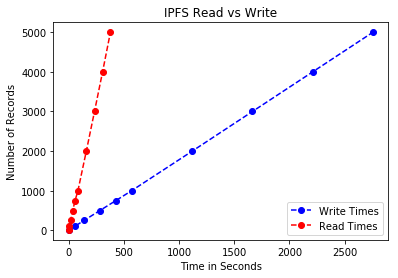 IPFS Read vs Write
5000
4000
3000
2000
1000
0
Number of Records
0
500
1000
1500
2000
2500
Time in Seconds
Write Times
Read Times